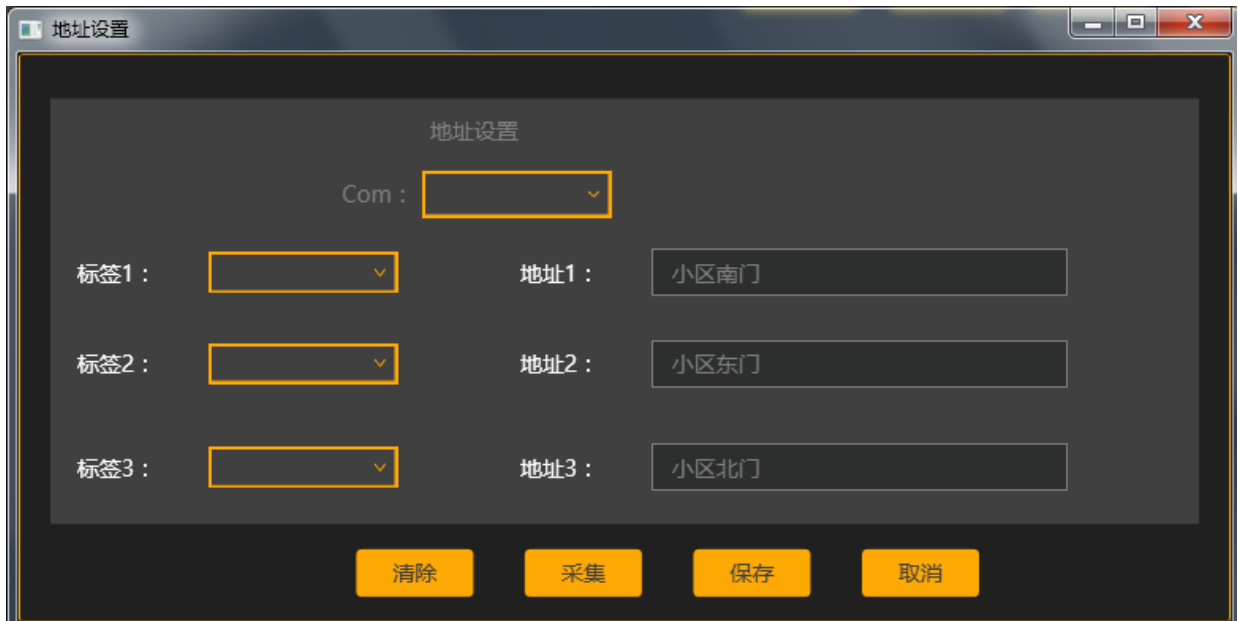 地址设置
地址设置
Com：
标签1： 地址1： 小区南门
标签2： 地址2： 小区东门
标签3： 地址3： 小区北门
清除 采集 保存 取消